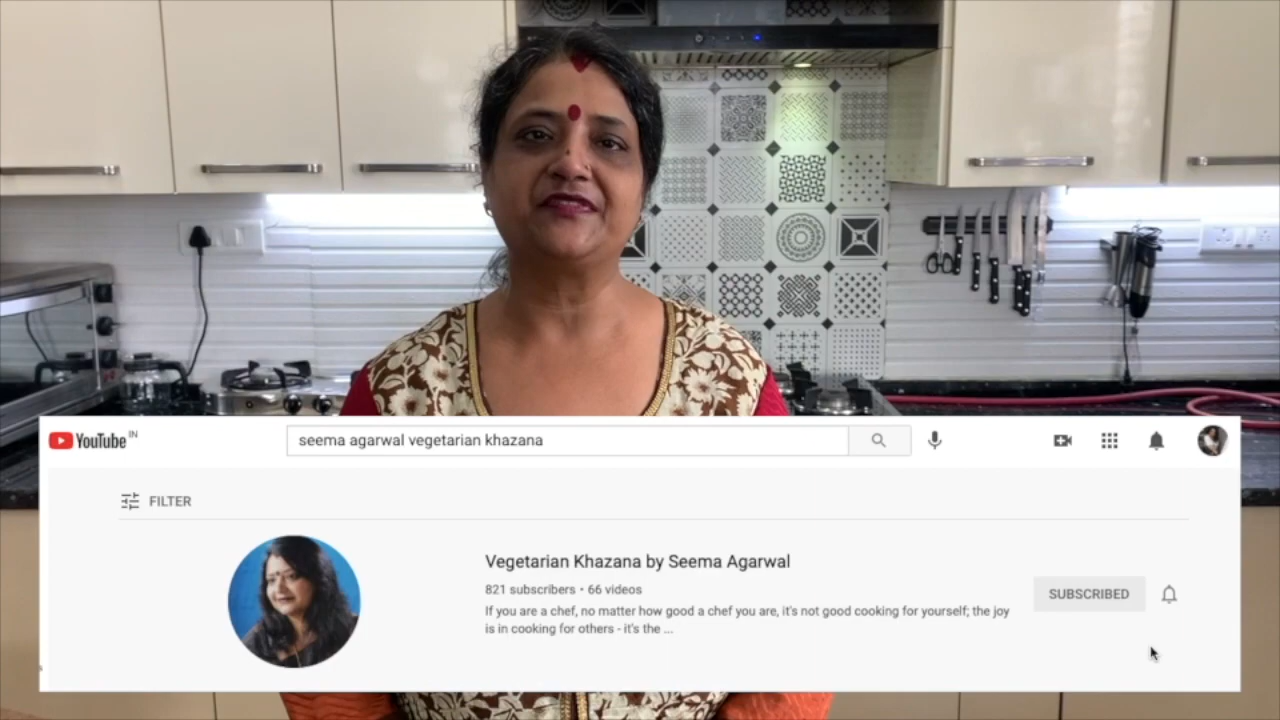 YouTube IN
seema agarwal vegetarian khazana
FILTER
Vegetarian Khazana by Seema Agarwal
821 subscribers • 66 videos
If you are a chef, no matter how good a chef you are, it's not good cooking for yourself; the joy
is in cooking for others - it's the ...
SUBSCRIBED